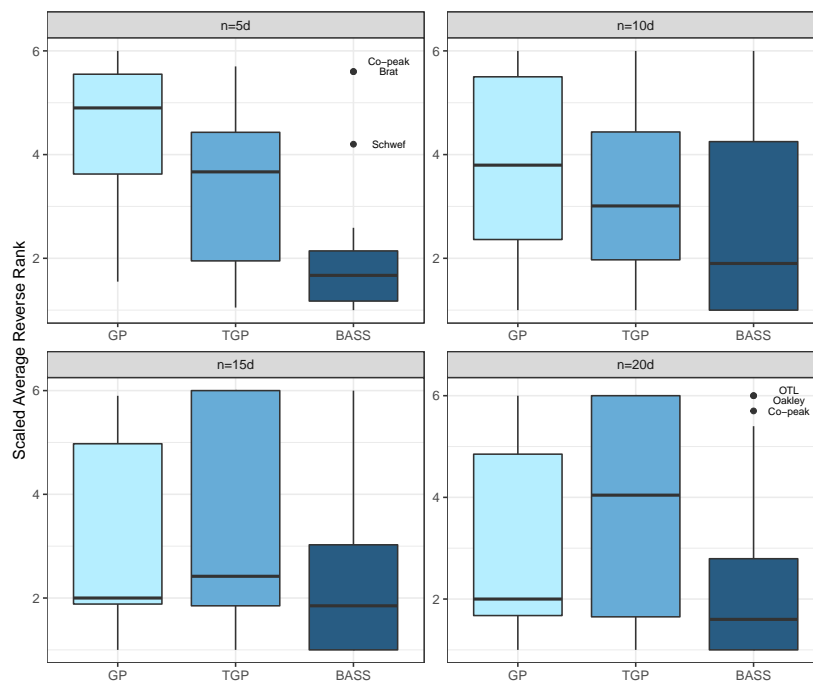 Scaled Average Reverse Rank
n=5d
6
4
2
Co−peak
Brat
Schwef
GP
TGP
BASS
n=10d
6
4
2
GP
TGP
BASS
n=15d
6
4
2
GP
TGP
BASS
n=20d
6
4
2
OTL
Oakley
Co−peak
GP
TGP
BASS